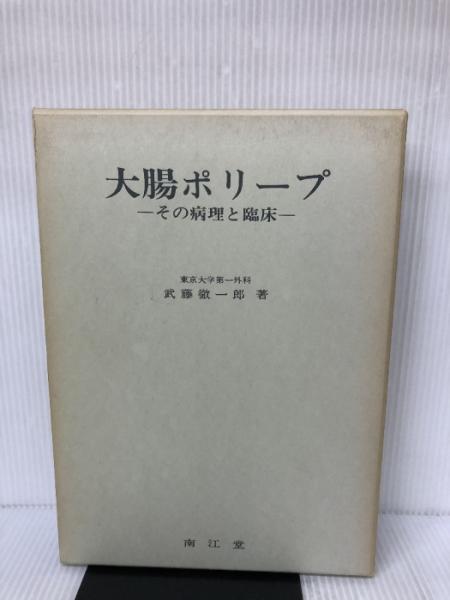 大腸ポリープ
―その病理と臨床―
東京大学第一外科
武藤徹一郎 著
南江堂